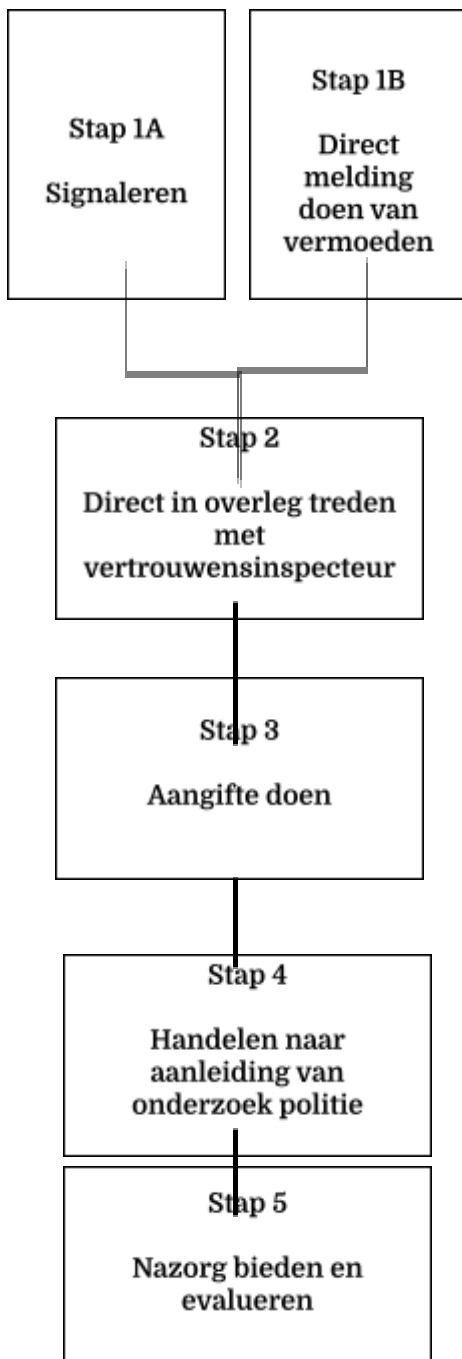 Stap 1A
Signaleren
Stap 1B
Direct
melding
doen van
vermoeden
Stap 2
Direct in overleg treden
met
vertrouwensinspecteur
Stap 3
Aangifte doen
Stap 4
Handelen naar
aanleiding van
onderzoek politie
Stap 5
Nazorg bieden en
evalueren